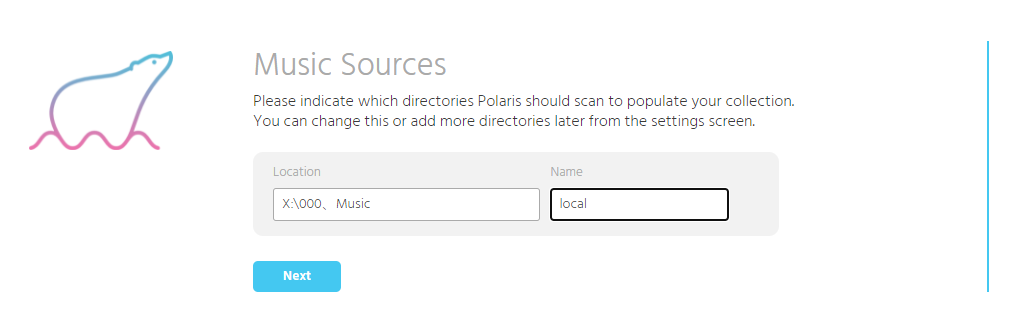 Music Sources
Please indicate which directories Polaris should scan to populate your collection.
You can change this or add more directories later from the settings screen.
Location
Name
X:\000、Music
local
Next